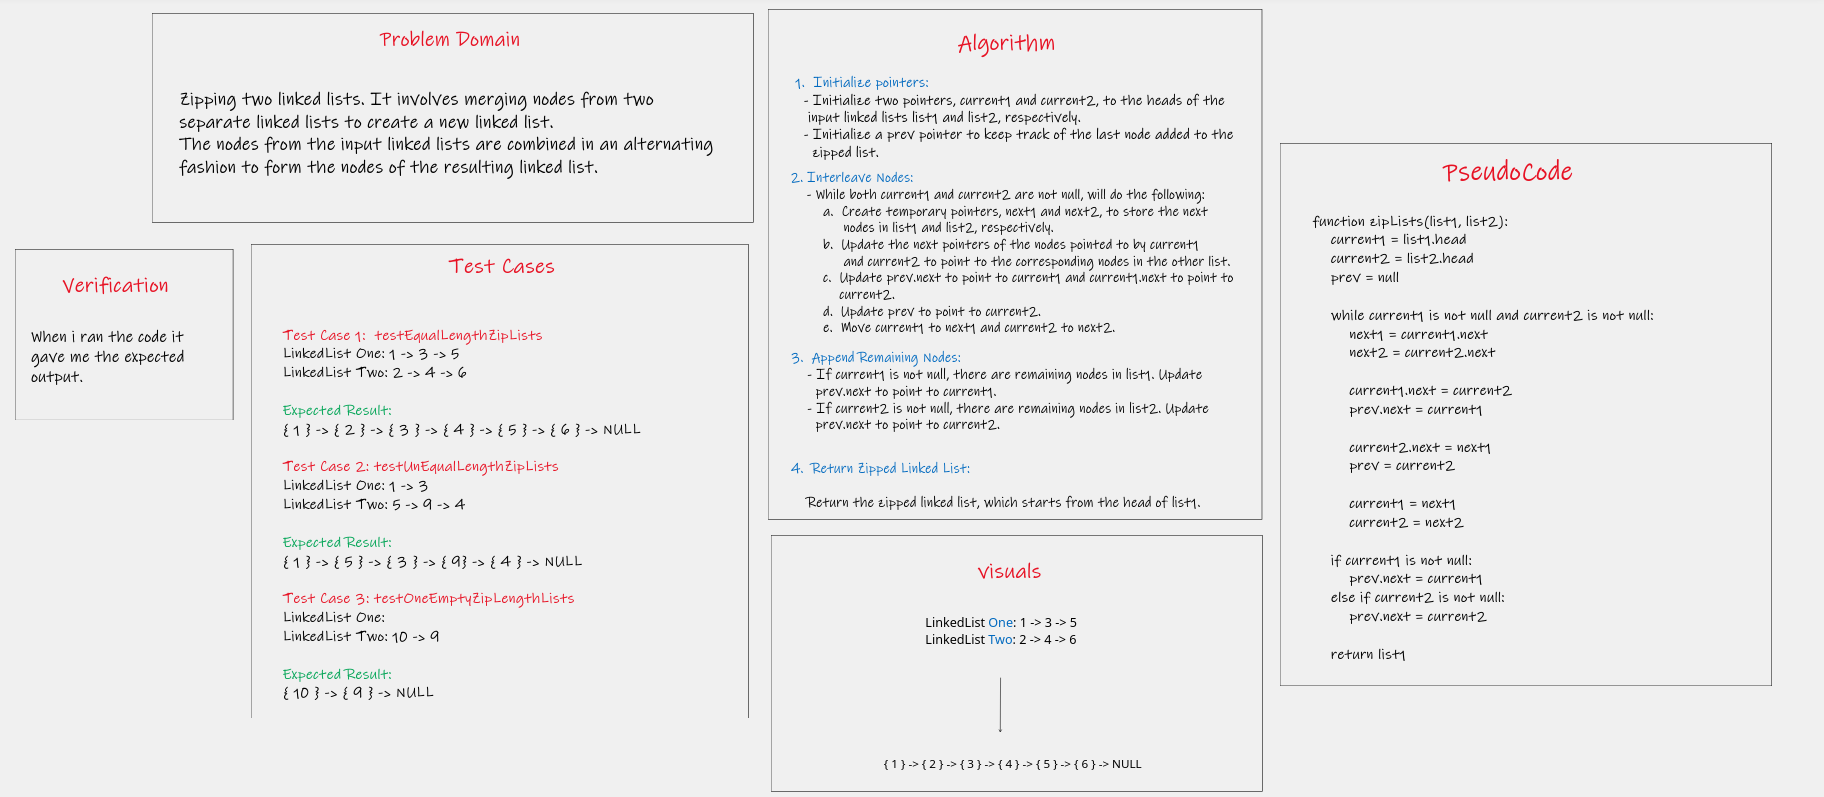 Problem Domain
Zipping two linked lists. It involves merging nodes from two
separate linked lists to create a new linked list.
The nodes from the input linked lists are combined in an alternating
fashion to form the nodes of the resulting linked list.
Verification
When i ran the code it
gave me the expected
output.
Test Cases
Test Case 1: testEqualLengthZipLists
LinkedList One: 1 -> 3 -> 5
LinkedList Two: 2 -> 4 -> 6
Expected Result:
{ 1 } -> { 2 } -> { 3 } -> { 4 } -> { 5 } -> { 6 } -> NULL
Test Case 2: testUnEqualLengthZipLists
LinkedList One: 1 -> 3
LinkedList Two: 5 -> 9 -> 4
Expected Result:
{ 1 } -> { 5 } -> { 3 } -> { 9} -> { 4 } -> NULL
Test Case 3: testOneEmptyZipLengthLists
LinkedList One:
LinkedList Two: 10 -> 9
Expected Result:
{ 10 } -> { 9 } -> NULL
Algorithm
1. Initialize pointers:
- Initialize two pointers, current1 and current2, to the heads of the
input linked lists list1 and list2, respectively.
- Initialize a prev pointer to keep track of the last node added to the
zipped list.
2. Interleave Nodes:
- While both current1 and current2 are not null, will do the following:
a. Create temporary pointers, next1 and next2, to store the next
nodes in list1 and list2, respectively.
b. Update the next pointers of the nodes pointed to by current1
and current2 to point to the corresponding nodes in the other list.
c. Update prev.next to point to current1 and current1.next to point to
current2.
d. Update prev to point to current2.
e. Move current1 to next1 and current2 to next2.
3. Append Remaining Nodes:
- If current1 is not null, there are remaining nodes in list1. Update
prev.next to point to current1.
- If current2 is not null, there are remaining nodes in list2. Update
prev.next to point to current2.
4. Return Zipped Linked List:
Return the zipped linked list, which starts from the head of list1.
Visuals
LinkedList One: 1 -> 3 -> 5
LinkedList Two: 2 -> 4 -> 6
{ 1 } -> { 2 } -> { 3 } -> { 4 } -> { 5 } -> { 6 } -> NULL
PseudoCode
function zipLists(list1, list2):
current1 = list1.head
current2 = list2.head
prev = null
while current1 is not null and current2 is not null:
next1 = current1.next
next2 = current2.next
current1.next = current2
prev.next = current1
current2.next = next1
prev = current2
current1 = next1
current2 = next2
if current1 is not null:
prev.next = current1
else if current2 is not null:
prev.next = current2
return list1